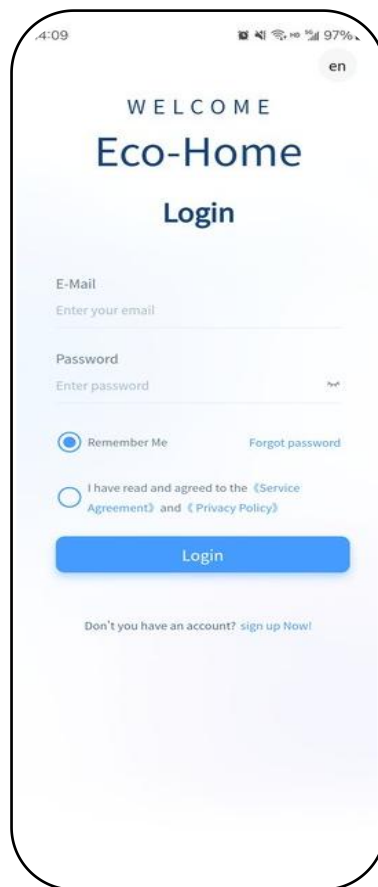 4:09 HD 5G 97%
en
WELCOME
Eco-Home
Login
E-Mail
Enter your email
Password
Enter password
Remember Me Forgot password
I have read and agreed to the 《Service
Agreement》 and 《 Privacy Policy》
Login
Don't you have an account? sign up Now!